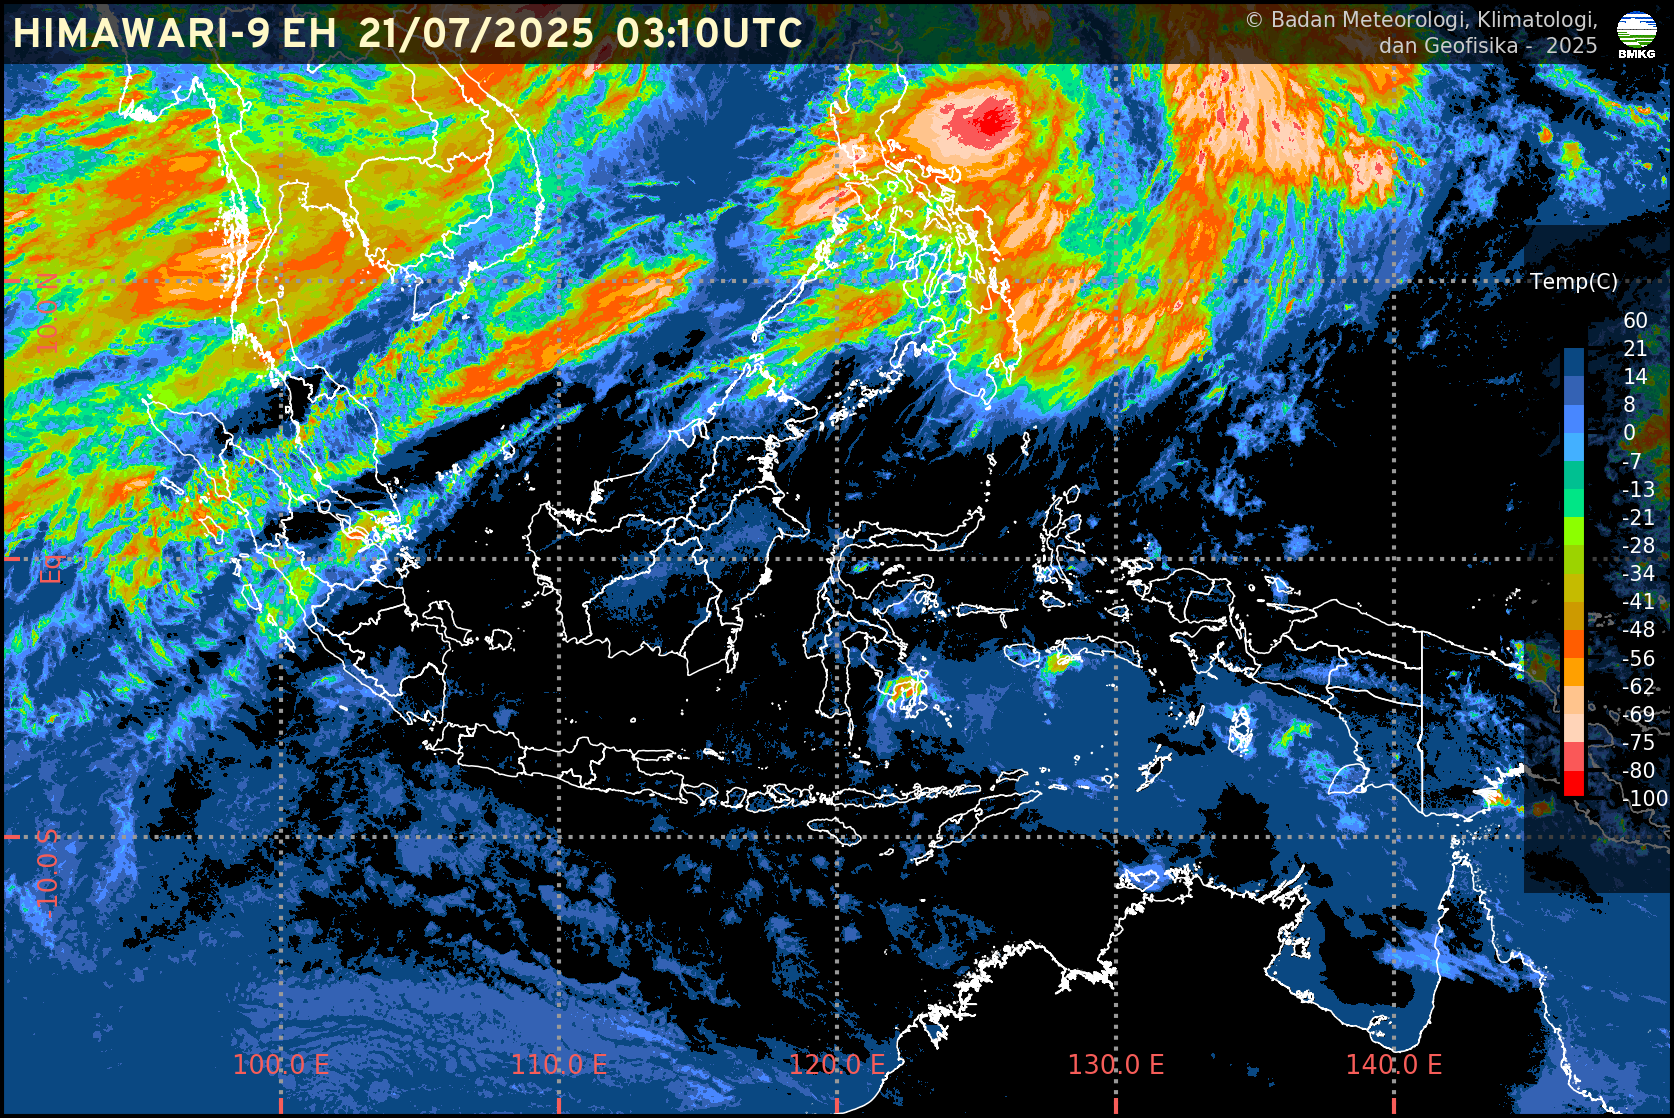 HIMAWARI-9 EH 21/07/2025 03:10UTC
© Badan Meteorologi, Klimatologi,
dan Geofisika - 2025
BMKG
Temp(C)
60
21
14
8
0
-7
-13
-21
-28
-34
-41
-48
-56
-62
-69
-75
-80
-100
10.0 N
Eq
-10.0 S
100.0 E
110.0 E
120.0 E
130.0 E
140.0 E